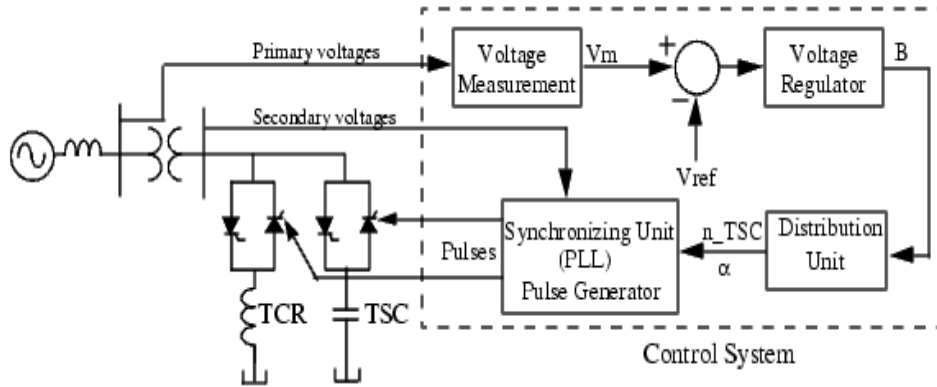 Primary voltages
Voltage
Measurement
Vm
+
−
Voltage
Regulator
B
Secondary voltages
Vref
Pulses
Synchronizing Unit
(PLL)
Pulse Generator
n_TSC
α
Distribution
Unit
TCR
TSC
Control System